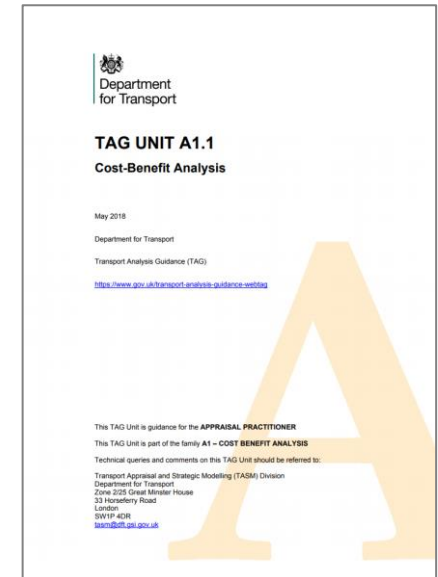 Department
for Transport
TAG UNIT A1.1
Cost-Benefit Analysis
May 2018
Department for Transport
Transport Analysis Guidance (TAG)
https://www.gov.uk/transport-analysis-guidance-webtag
This TAG Unit is guidance for the APPRAISAL PRACTITIONER
This TAG Unit is part of the family A1 – COST BENEFIT ANALYSIS
Technical queries and comments on this TAG Unit should be referred to:
Transport Appraisal and Strategic Modelling (TASM) Division
Department for Transport
Zone 2/25 Great Minster House
33 Horseferry Road
London
SW1P 4DR
tasm@dft.gsi.gov.uk
A